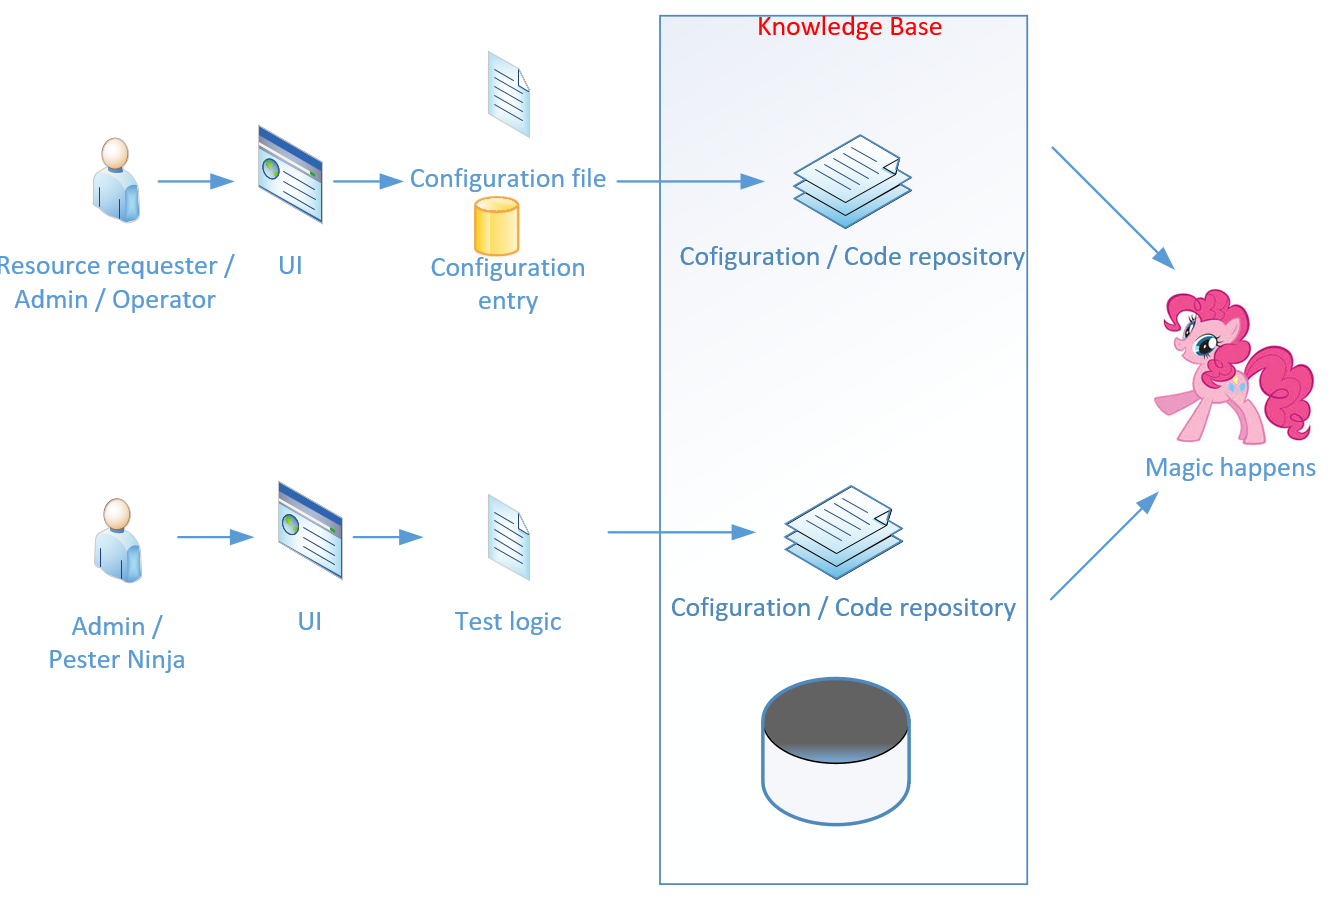 Knowledge Base
Configuration file
Resource requester /
Admin / Operator
UI
Configuration
entry
Cofiguration / Code repository
Magic happens
Admin /
Pester Ninja
UI
Test logic
Cofiguration / Code repository